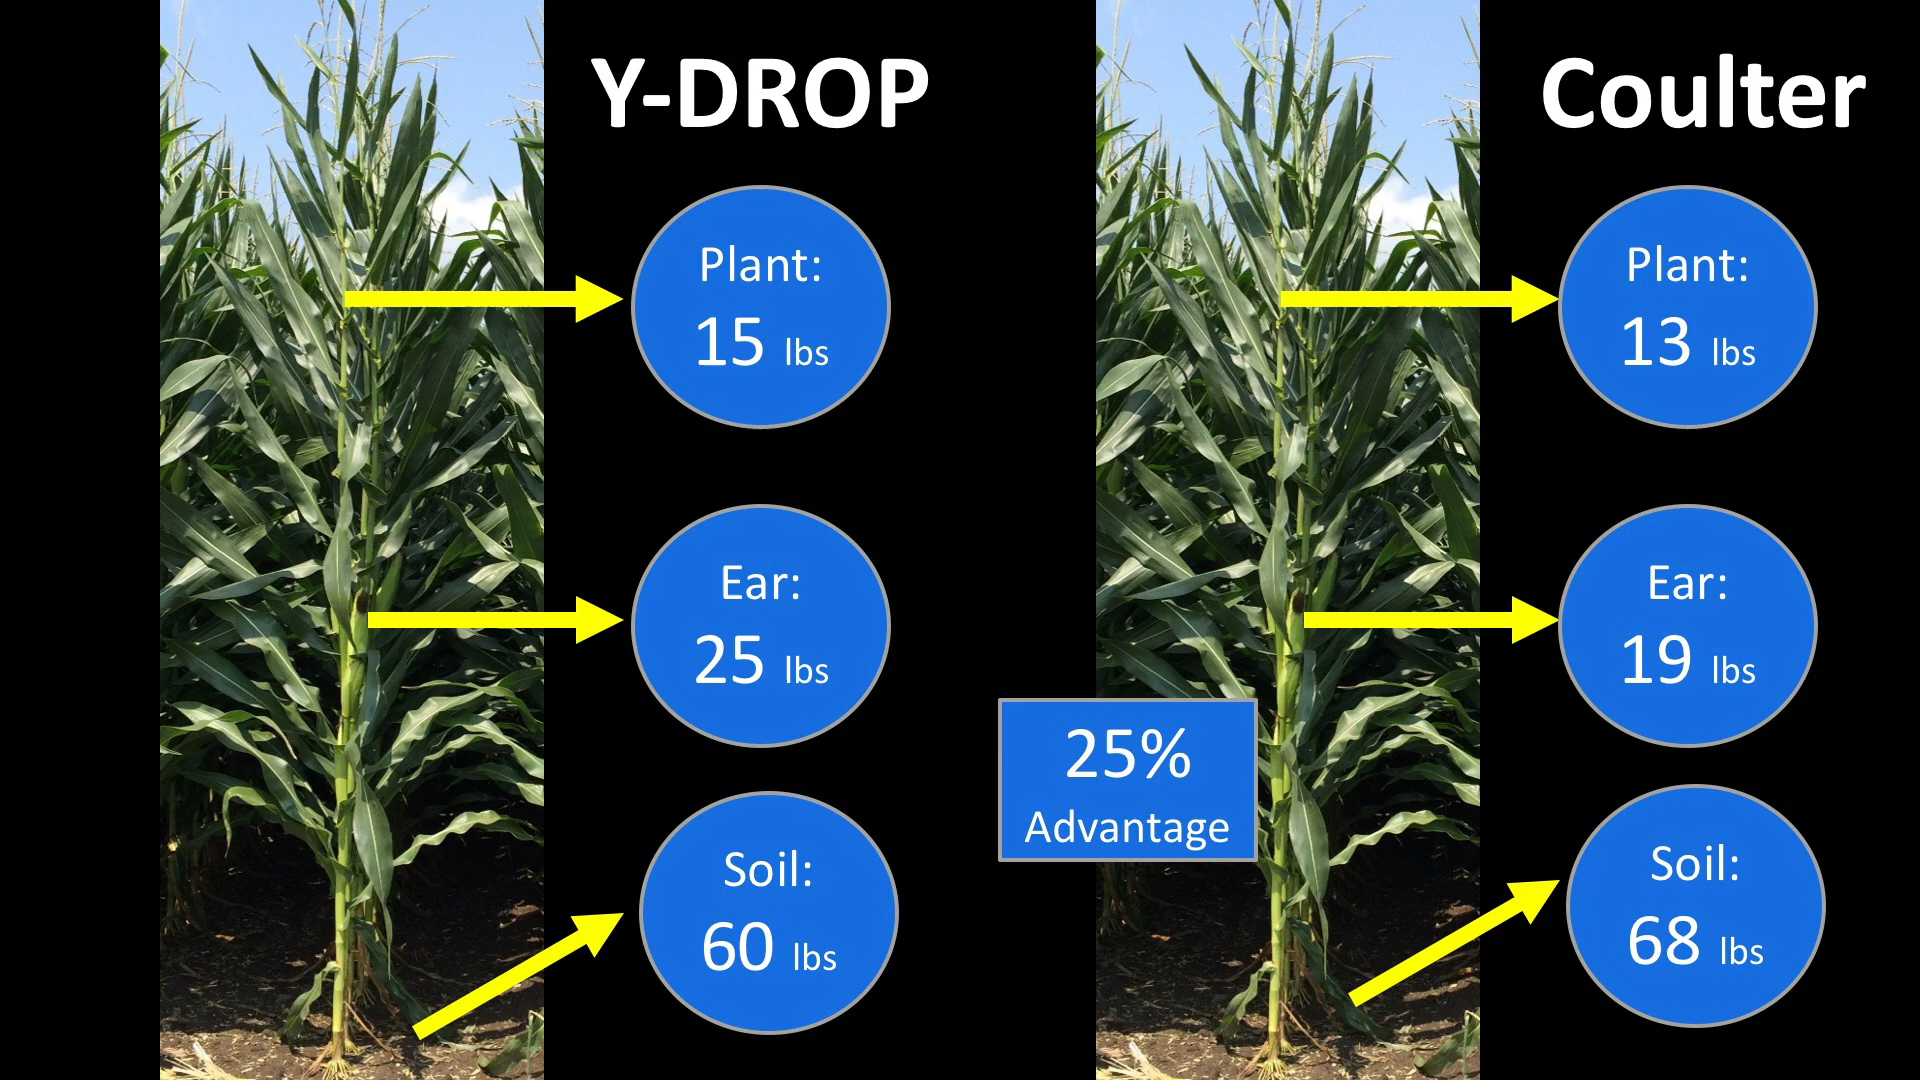 Y-DROP
Plant:
15 lbs
Ear:
25 lbs
Soil:
60 lbs
25%
Advantage
Coulter
Plant:
13 lbs
Ear:
19 lbs
Soil:
68 lbs